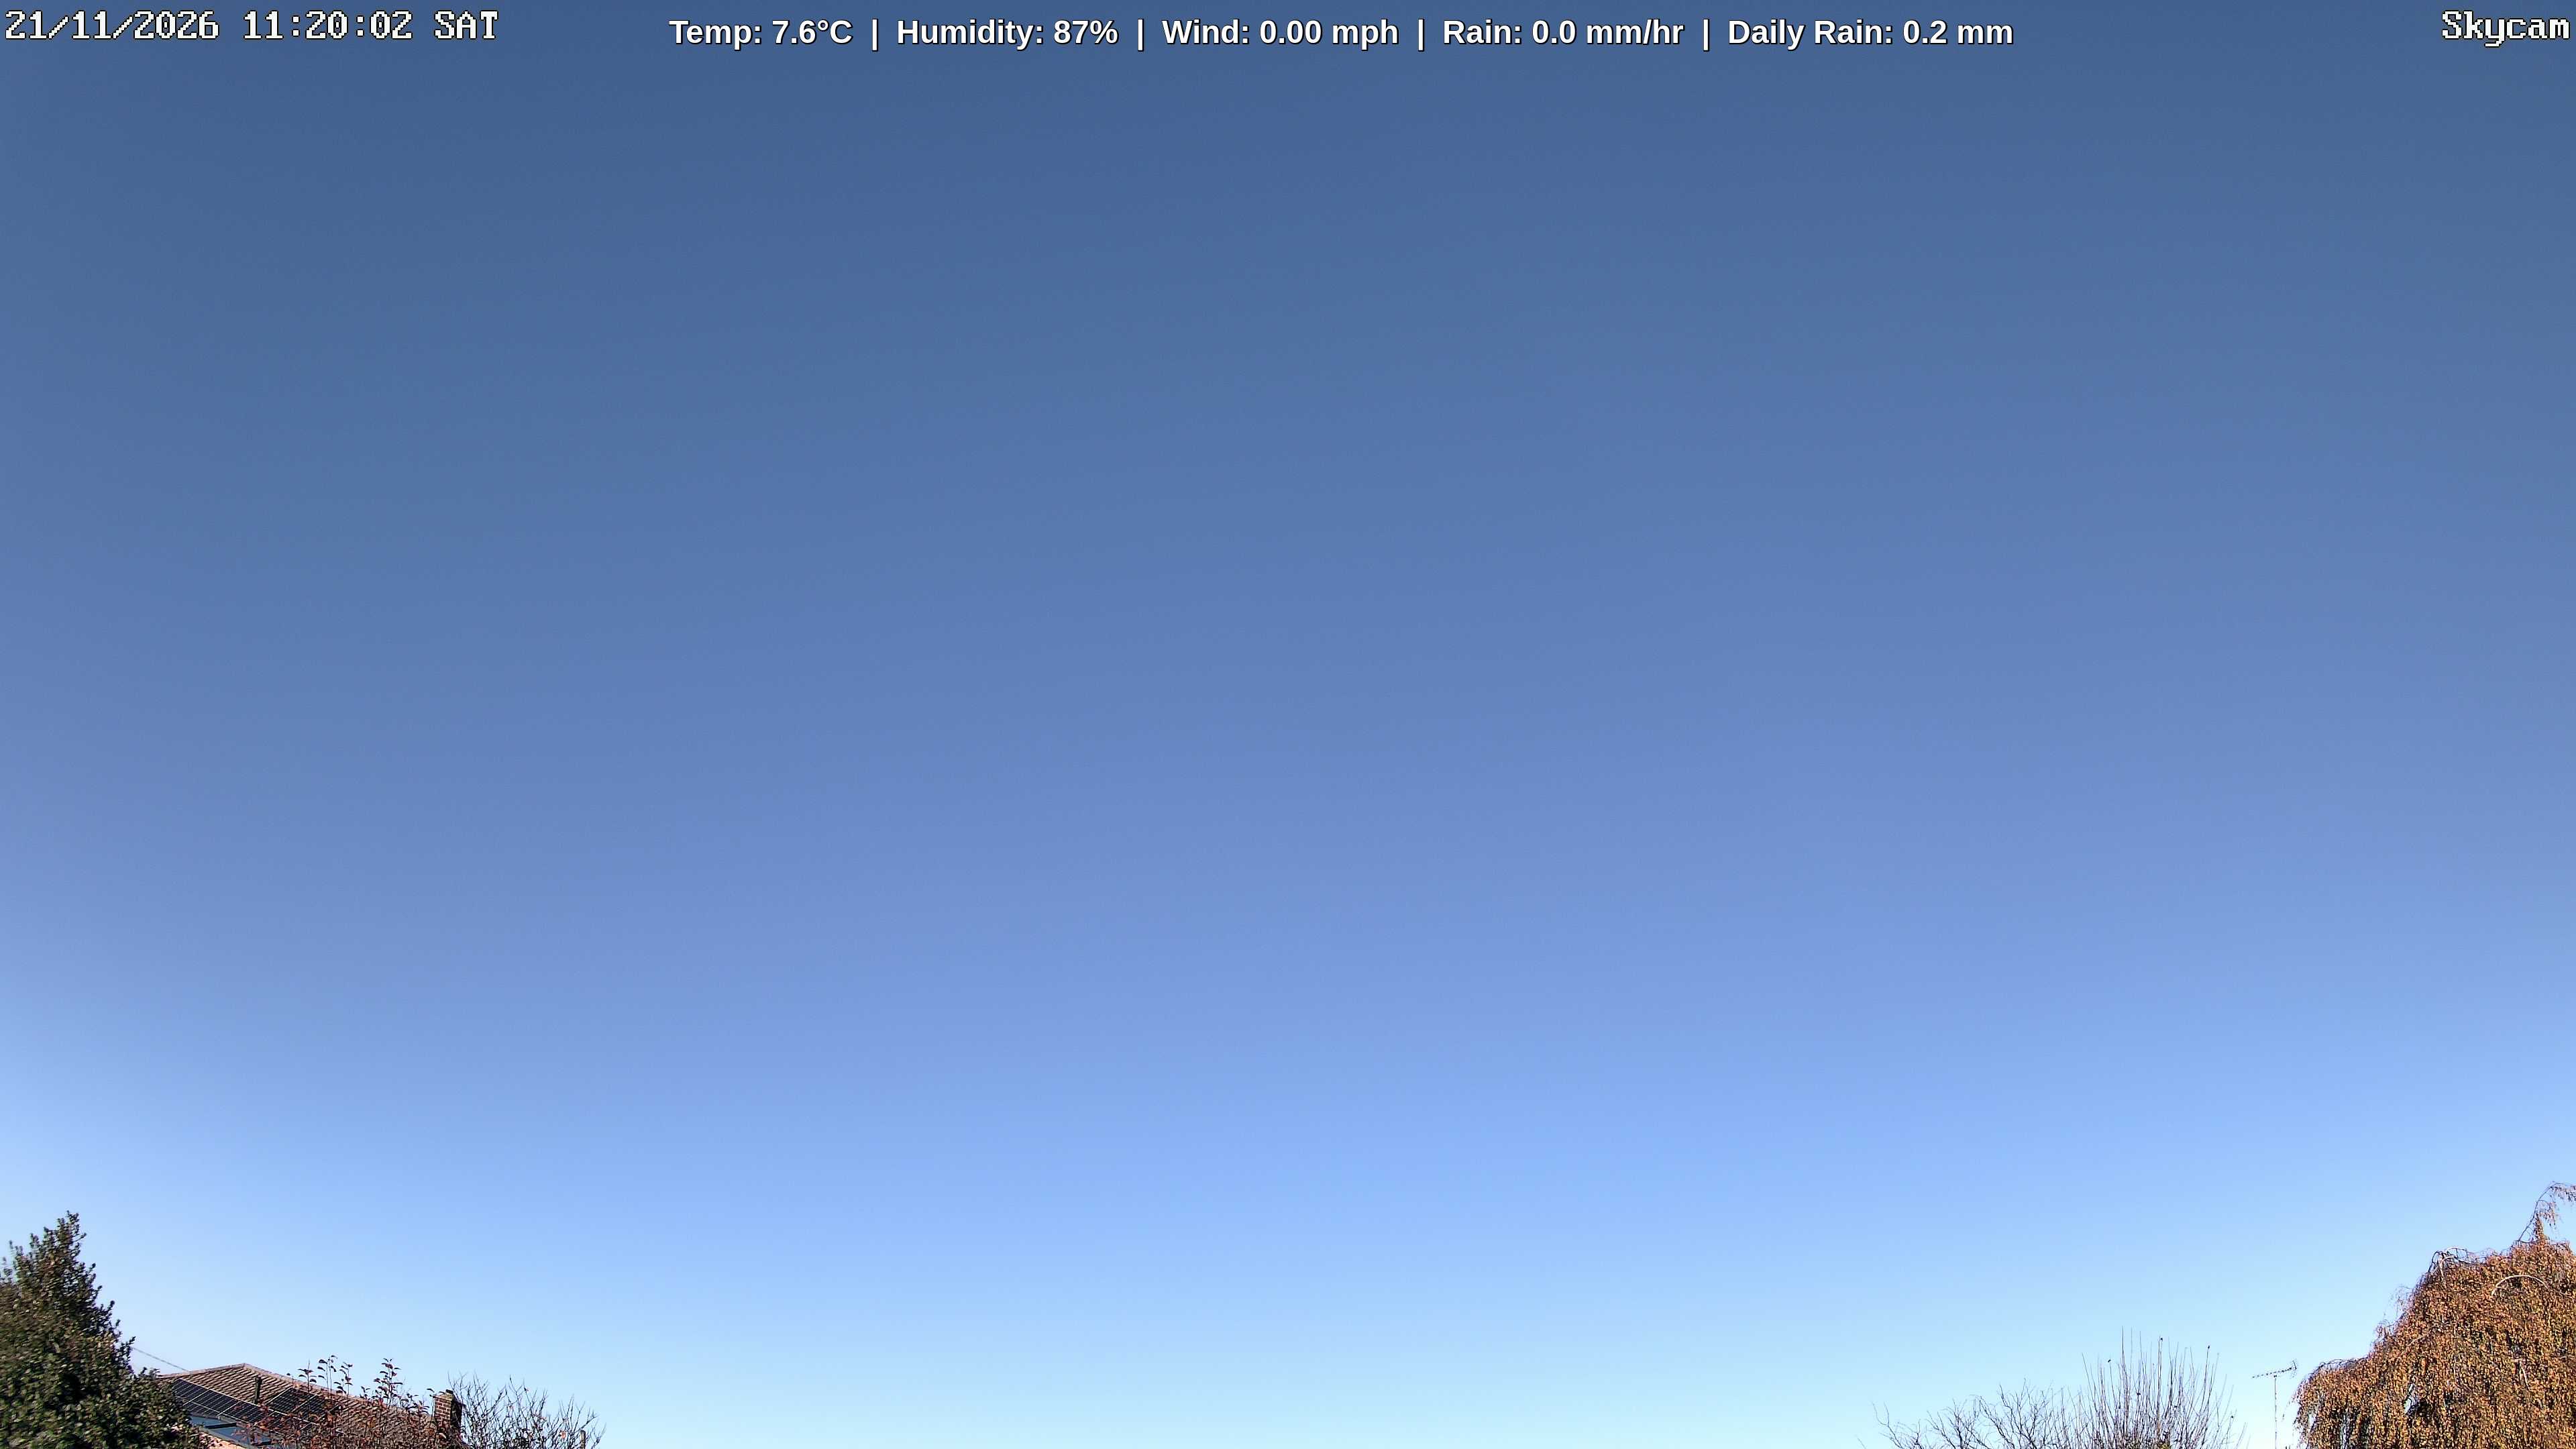 21/11/2026 11:20:02 SAT
Temp: 7.6°C | Humidity: 87% | Wind: 0.00 mph | Rain: 0.0 mm/hr | Daily Rain: 0.2 mm
Skycam